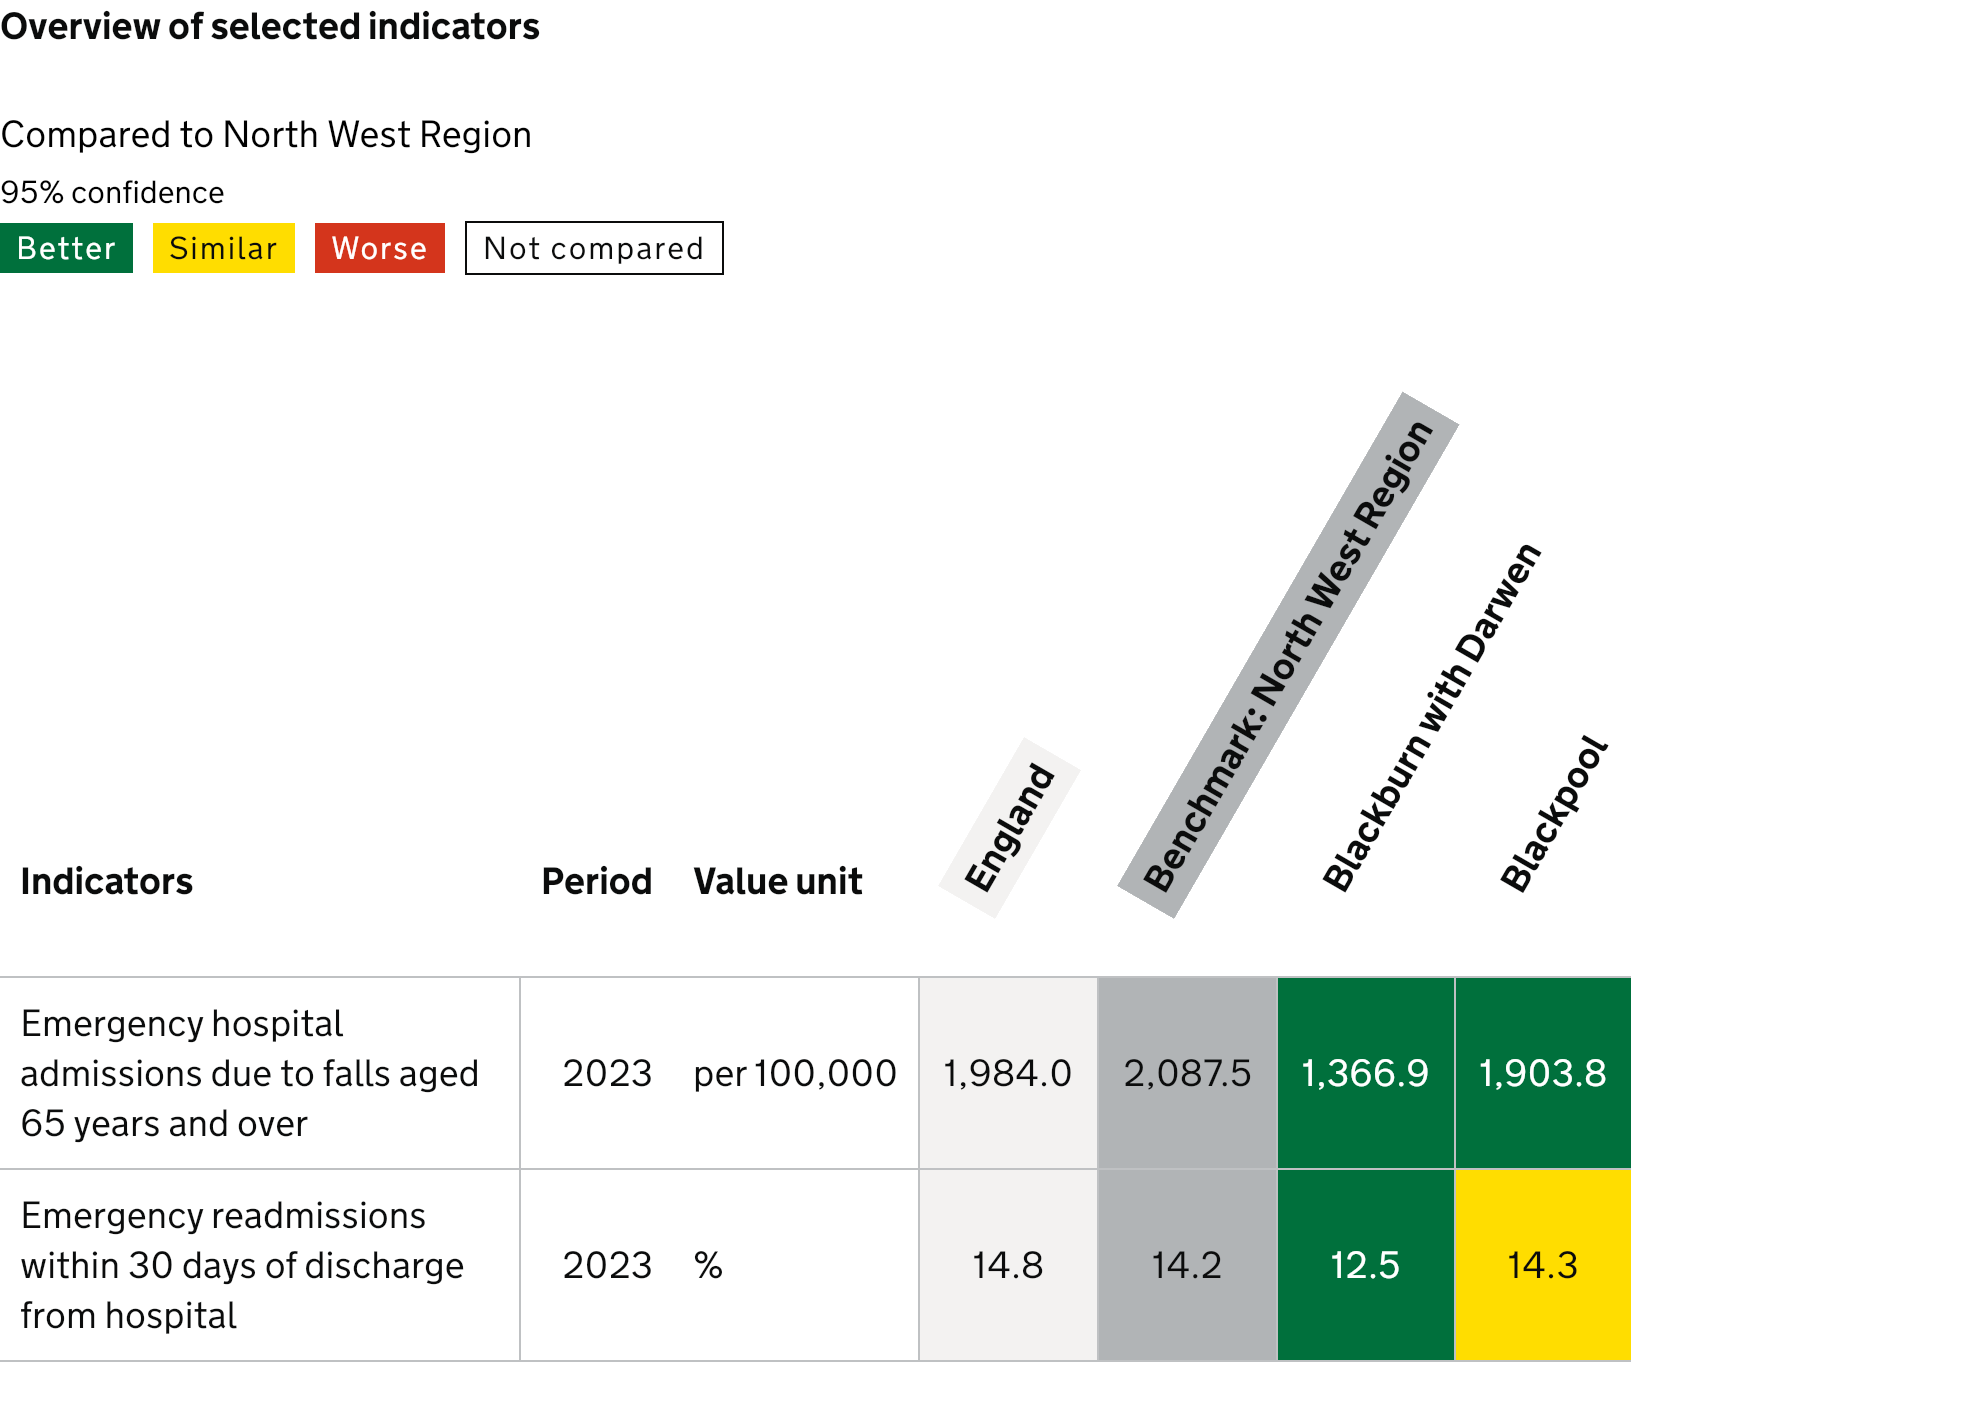 Overview of selected indicators
Compared to North West Region
95% confidence
Better Similar Worse Not compared
Indicators Period Value unit England Benchmark: North West Region Blackburn with Darwen Blackpool
Emergency hospital
admissions due to falls aged 2023 per 100,000 1,984.0 2,087.5 1,366.9 1,903.8
65 years and over
Emergency readmissions
within 30 days of discharge 2023 % 14.8 14.2 12.5 14.3
from hospital